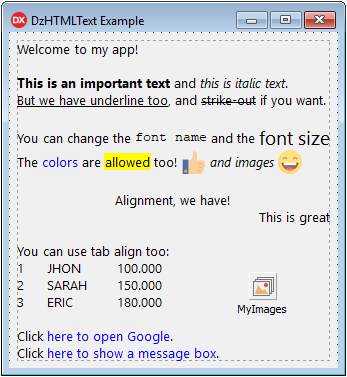 DX DzHTMLText Example
Welcome to my app!
This is an important text and this is italic text.
But we have underline too, and strike-out if you want.
You can change the font name and the font size
The colors are allowed too! and images
Alignment, we have!
This is great
You can use tab align too:
1 JHON 100.000
2 SARAH 150.000
3 ERIC 180.000
MyImages
Click here to open Google.
Click here to show a message box.